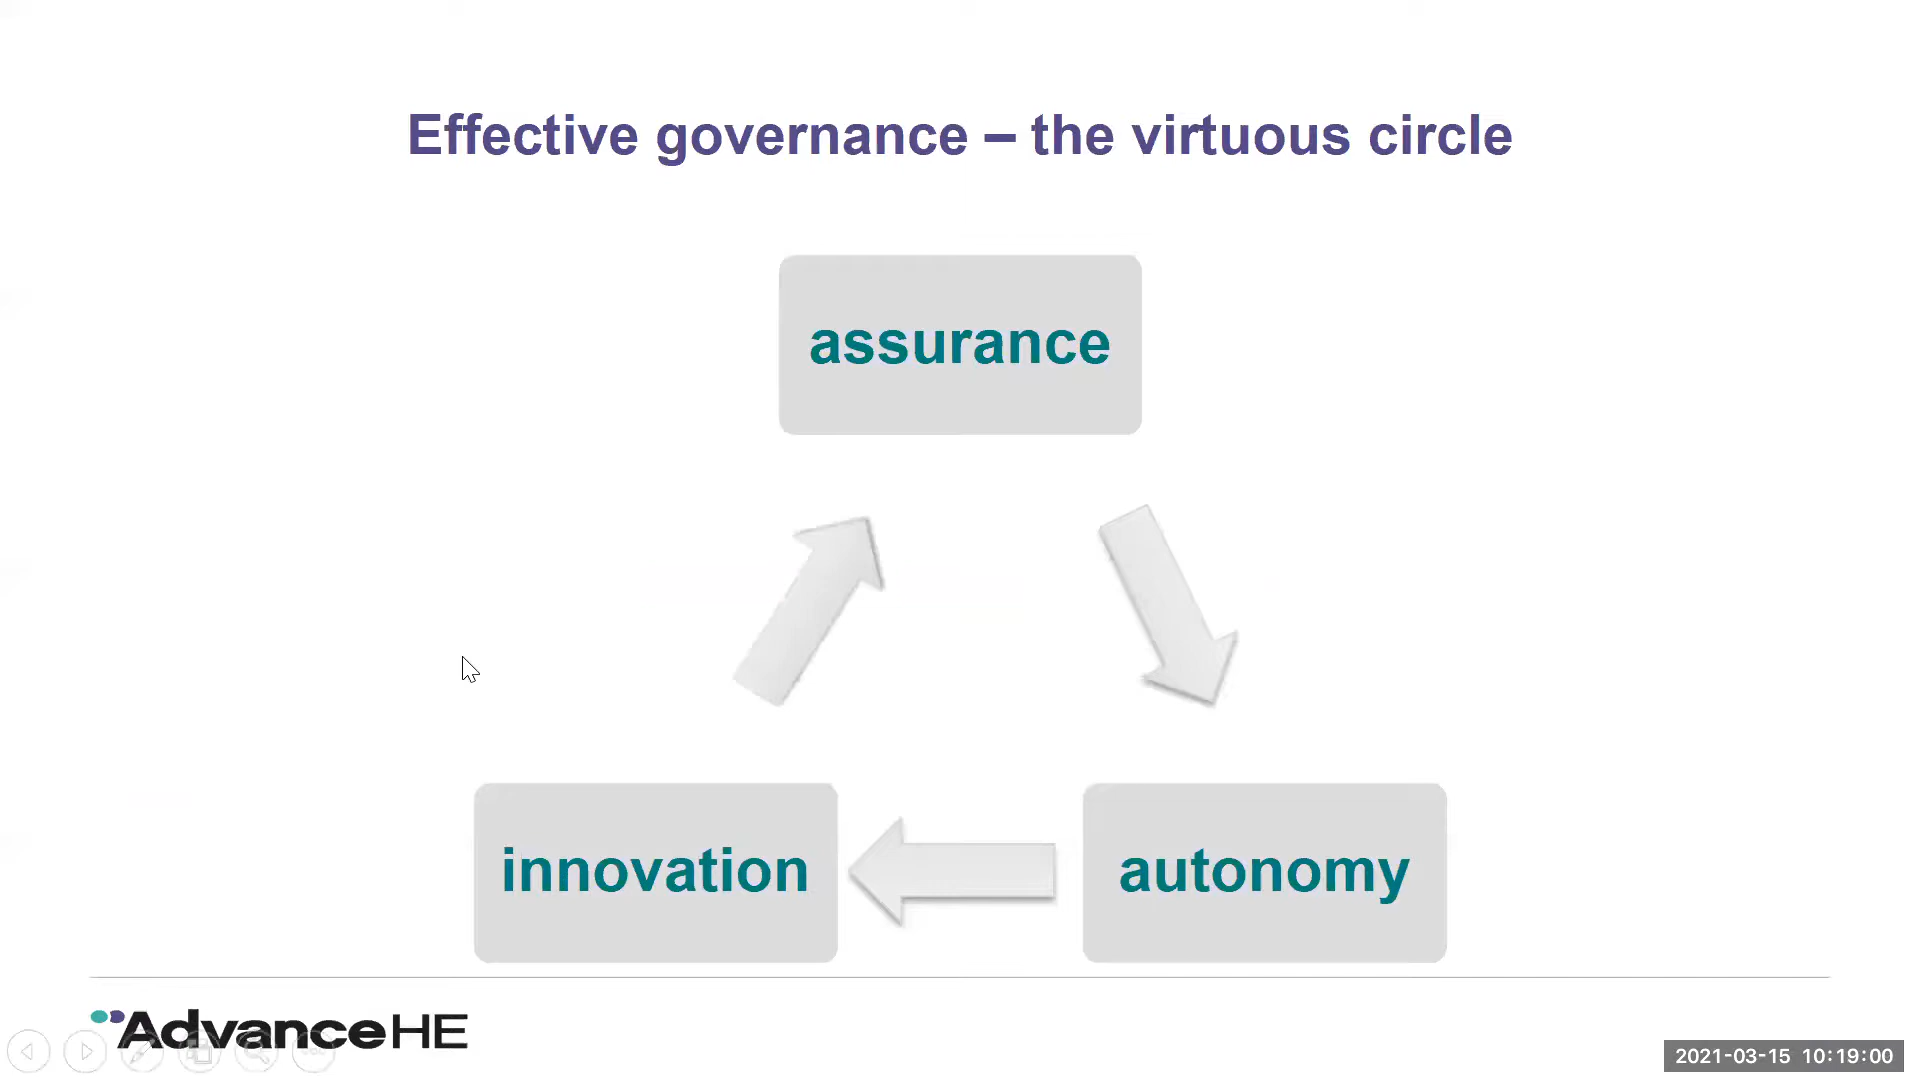 Effective governance – the virtuous circle
assurance
innovation
autonomy
AdvanceHE
2021-03-15 10:19:00